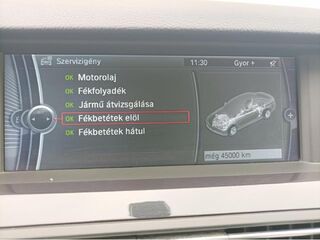 Szervizigény
11:30
Gyor +
OK Motorolaj
OK Fékfolyadék
OK Jármű átvizsgálása
OK Fékbetétek elöl
OK Fékbetétek hátul
még 45000 km